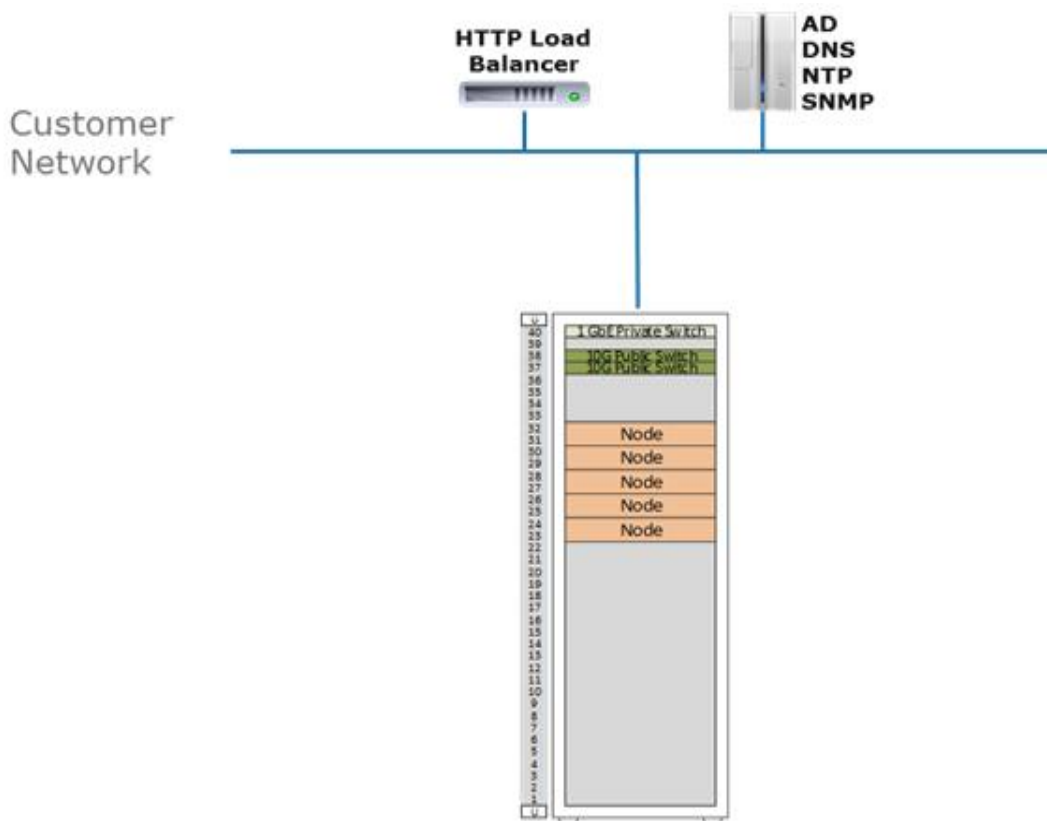 HTTP Load
Balancer
AD
DNS
NTP
SNMP
Customer
Network
U
40
1 GbE Private Switch
39
38
10G Public Switch
37
10G Public Switch
36
35
34
33
32
Node
31
30
Node
29
28
Node
27
26
Node
25
24
Node
23
22
21
20
19
18
17
16
15
14
13
12
11
10
9
8
7
6
5
4
3
2
1
U